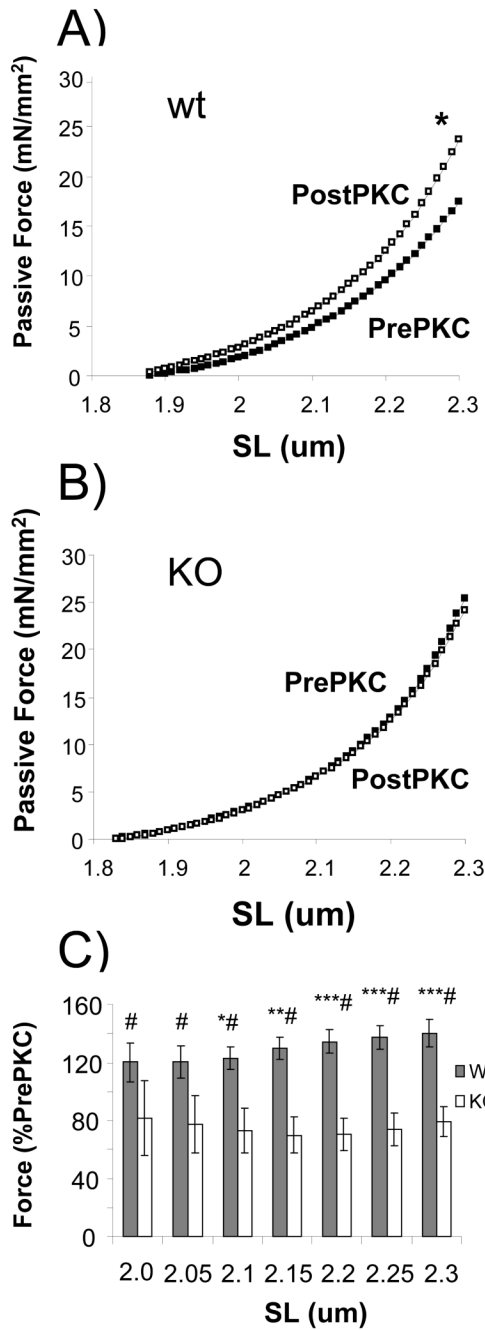 A)
wt
*
PostPKC
PrePKC
Passive Force (mN/mm²)
30
25
20
15
10
5
0
1.8 1.9 2 2.1 2.2 2.3
SL (um)
B)
KO
PrePKC
PostPKC
Passive Force (mN/mm²)
30
25
20
15
10
5
0
1.8 1.9 2 2.1 2.2 2.3
SL (um)
C)
# # *# **# ***# ***# ***#
Force (%PrePKC)
160
120
80
40
0
2.0 2.05 2.1 2.15 2.2 2.25 2.3
SL (um)